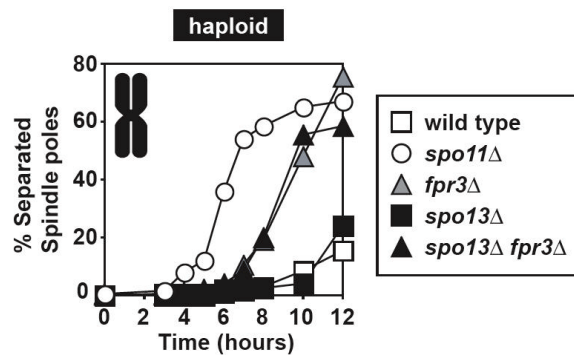 haploid
80
60
40
20
0
0 2 4 6 8 10 12
% Separated
Spindle poles
Time (hours)
wild type
spo11Δ
fpr3Δ
spo13Δ
spo13Δ fpr3Δ